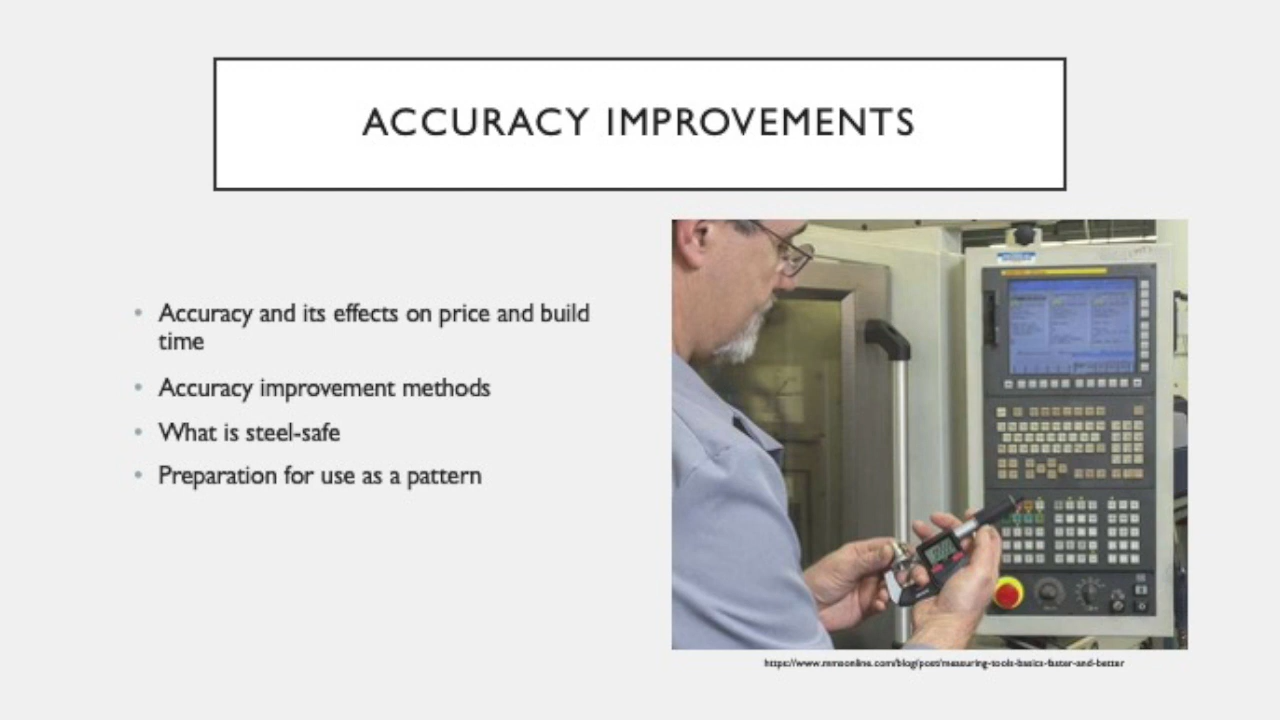 ACCURACY IMPROVEMENTS
Accuracy and its effects on price and build
time
Accuracy improvement methods
What is steel-safe
Preparation for use as a pattern
https://www.mmsonline.com/blog/post/measuring-tools-basics-faster-and-better